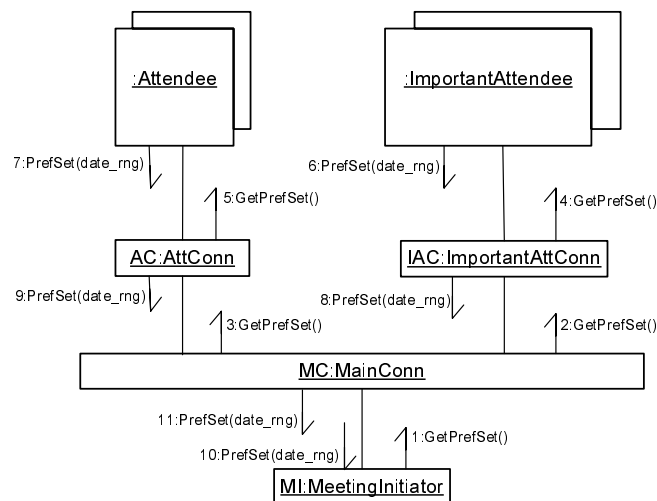 :Attendee
:ImportantAttendee
7:PrefSet(date_rng)
6:PrefSet(date_rng)
5:GetPrefSet()
4:GetPrefSet()
AC:AttConn
IAC:ImportantAttConn
9:PrefSet(date_rng)
8:PrefSet(date_rng)
3:GetPrefSet()
2:GetPrefSet()
MC:MainConn
11:PrefSet(date_rng)
1:GetPrefSet()
10:PrefSet(date_rng)
MI:MeetingInitiator